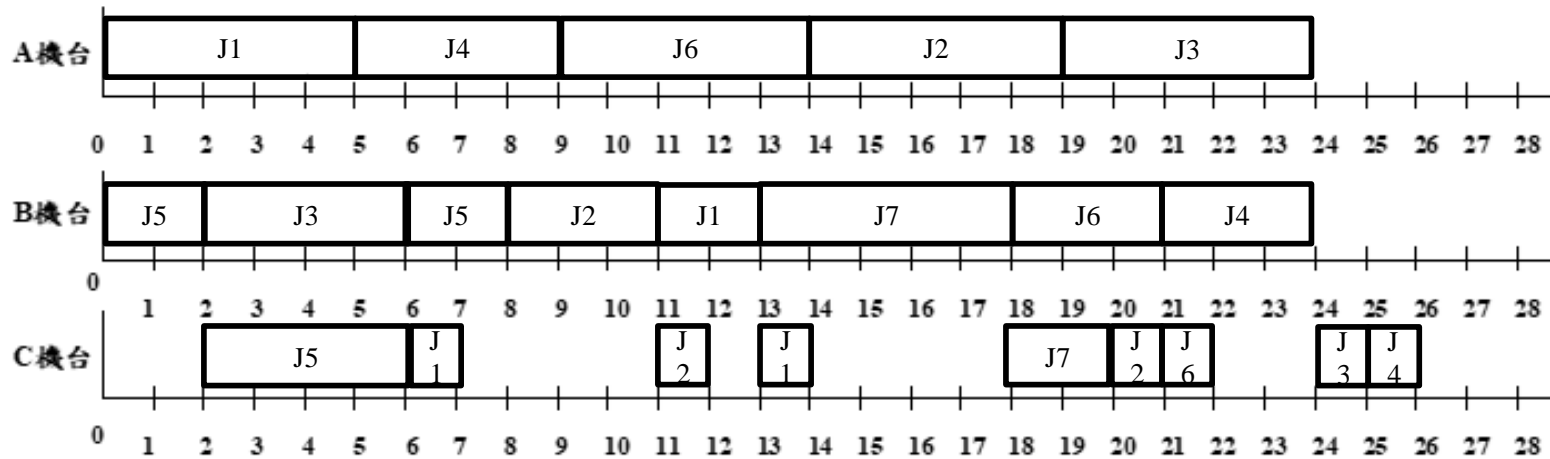 A機台 J1 J4 J6 J2 J3
0 1 2 3 4 5 6 7 8 9 10 11 12 13 14 15 16 17 18 19 20 21 22 23 24 25 26 27 28
B機台 J5 J3 J5 J2 J1 J7 J6 J4
0
1 2 3 4 5 6 7 8 9 10 11 12 13 14 15 16 17 18 19 20 21 22 23 24 25 26 27 28
C機台 J5 J1 J2 J1 J7 J2 J6 J3 J4
0 1 2 3 4 5 6 7 8 9 10 11 12 13 14 15 16 17 18 19 20 21 22 23 24 25 26 27 28